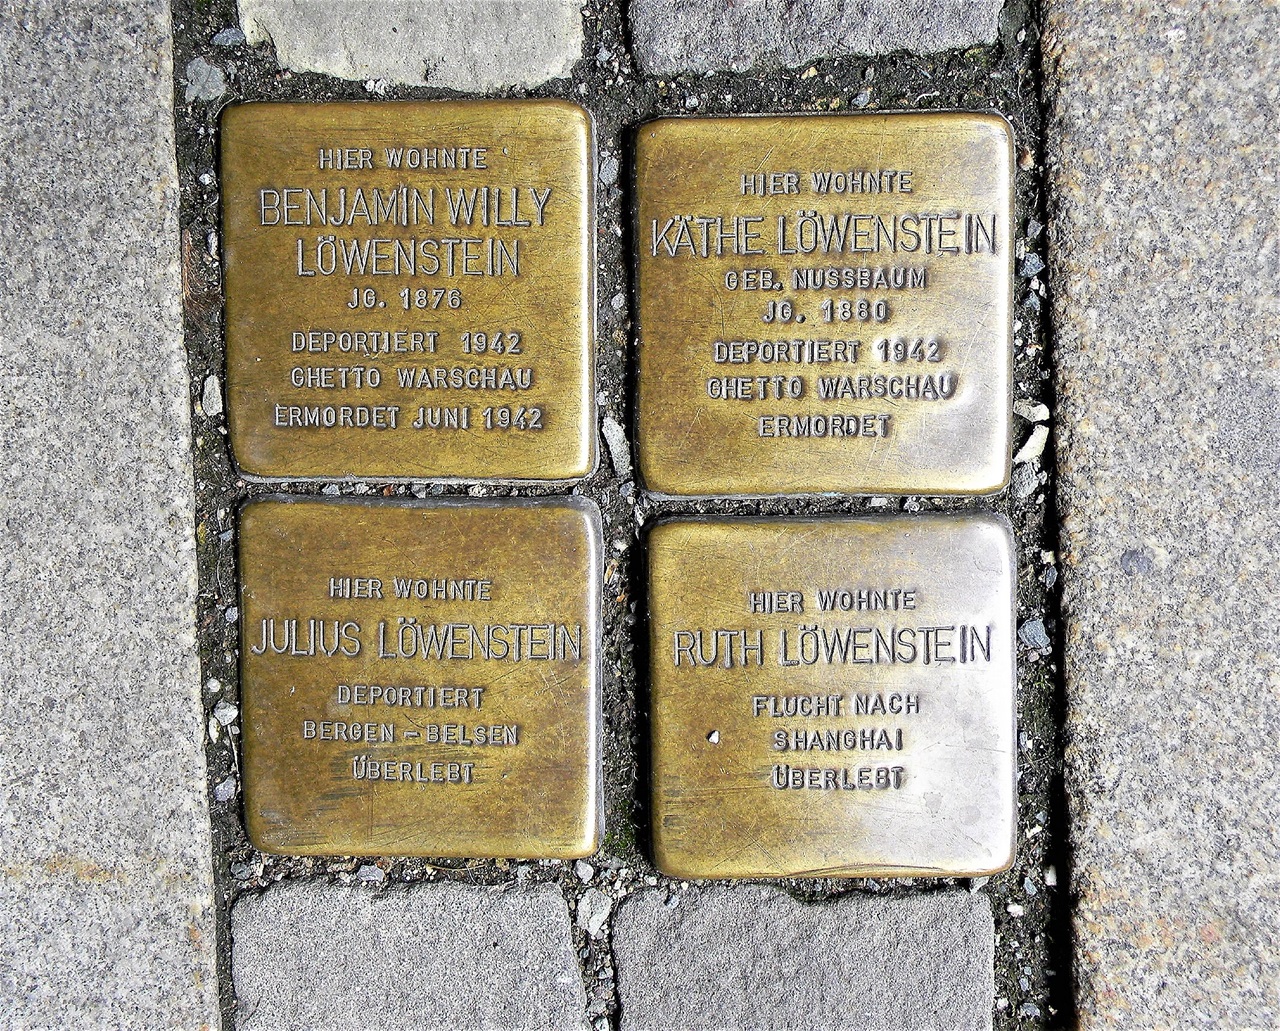 HIER WOHNTE
BENJAMIN WILLY
LÖWENSTEIN
JG. 1876
DEPORTIERT 1942
GHETTO WARSCHAU
ERMORDET JUNI 1942
HIER WOHNTE
KÄTHE LÖWENSTEIN
GEB. NUSSBAUM
JG. 1880
DEPORTIERT 1942
GHETTO WARSCHAU
ERMORDET
HIER WOHNTE
JULIUS LÖWENSTEIN
DEPORTIERT
BERGEN - BELSEN
ÜBERLEBT
HIER WOHNTE
RUTH LÖWENSTEIN
FLUCHT NACH
SHANGHAI
ÜBERLEBT